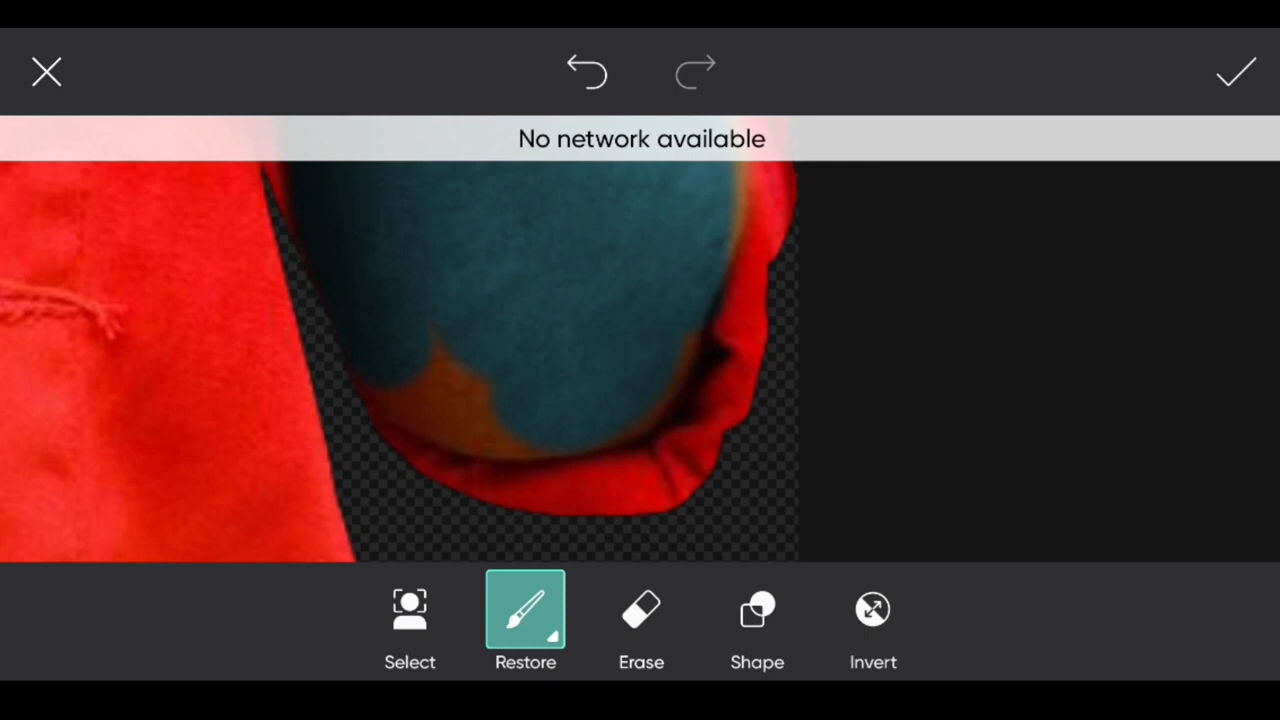 No network available
Select
Restore
Erase
Shape
Invert